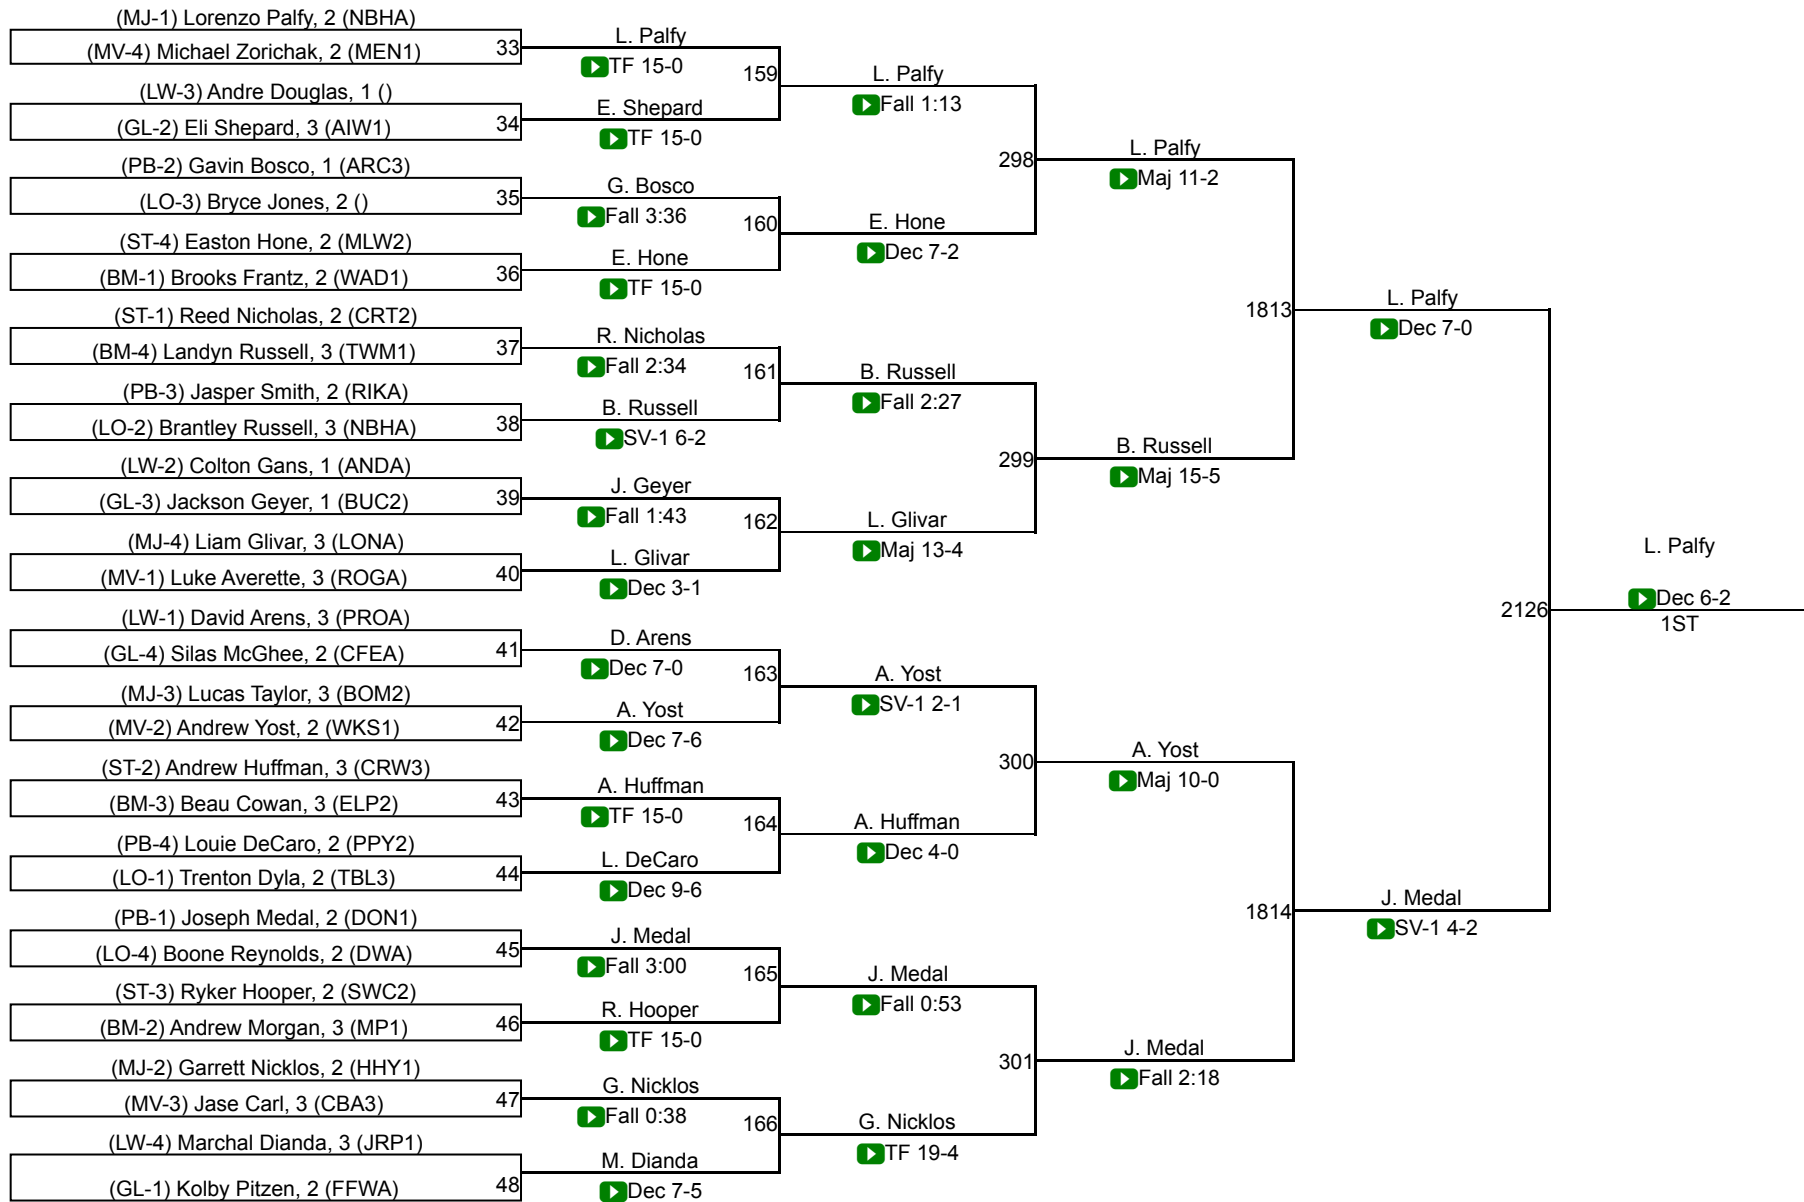 (MJ-1) Lorenzo Palfy, 2 (NBHA)
(MV-4) Michael Zorichak, 2 (MEN1)
33
(LW-3) Andre Douglas, 1 ()
(GL-2) Eli Shepard, 3 (AIW1)
34
(PB-2) Gavin Bosco, 1 (ARC3)
(LO-3) Bryce Jones, 2 ()
35
(ST-4) Easton Hone, 2 (MLW2)
(BM-1) Brooks Frantz, 2 (WAD1)
36
(ST-1) Reed Nicholas, 2 (CRT2)
(BM-4) Landyn Russell, 3 (TWM1)
37
(PB-3) Jasper Smith, 2 (RIKA)
(LO-2) Brantley Russell, 3 (NBHA)
38
(LW-2) Colton Gans, 1 (ANDA)
(GL-3) Jackson Geyer, 1 (BUC2)
39
(MJ-4) Liam Glivar, 3 (LONA)
(MV-1) Luke Averette, 3 (ROGA)
40
(LW-1) David Arens, 3 (PROA)
(GL-4) Silas McGhee, 2 (CFEA)
41
(MJ-3) Lucas Taylor, 3 (BOM2)
(MV-2) Andrew Yost, 2 (WKS1)
42
(ST-2) Andrew Huffman, 3 (CRW3)
(BM-3) Beau Cowan, 3 (ELP2)
43
(PB-4) Louie DeCaro, 2 (PPY2)
(LO-1) Trenton Dyla, 2 (TBL3)
44
(PB-1) Joseph Medal, 2 (DON1)
(LO-4) Boone Reynolds, 2 (DWA)
45
(ST-3) Ryker Hooper, 2 (SWC2)
(BM-2) Andrew Morgan, 3 (MP1)
46
(MJ-2) Garrett Nicklos, 2 (HHY1)
(MV-3) Jase Carl, 3 (CBA3)
47
(LW-4) Marchal Dianda, 3 (JRP1)
(GL-1) Kolby Pitzen, 2 (FFWA)
48
L. Palfy
TF 15-0
159
E. Shepard
TF 15-0
G. Bosco
Fall 3:36
160
E. Hone
TF 15-0
R. Nicholas
Fall 2:34
161
B. Russell
SV-1 6-2
J. Geyer
Fall 1:43
162
L. Glivar
Dec 3-1
D. Arens
Dec 7-0
163
A. Yost
Dec 7-6
A. Huffman
TF 15-0
164
L. DeCaro
Dec 9-6
J. Medal
Fall 3:00
165
R. Hooper
TF 15-0
G. Nicklos
Fall 0:38
166
M. Dianda
Dec 7-5
L. Palfy
Fall 1:13
298
E. Hone
Dec 7-2
B. Russell
Fall 2:27
299
L. Glivar
Maj 13-4
A. Yost
SV-1 2-1
300
A. Huffman
Dec 4-0
J. Medal
Fall 0:53
301
G. Nicklos
TF 19-4
L. Palfy
Maj 11-2
1813
B. Russell
Maj 15-5
A. Yost
Maj 10-0
1814
J. Medal
Fall 2:18
L. Palfy
Dec 7-0
2126
J. Medal
SV-1 4-2
L. Palfy
Dec 6-2
1ST